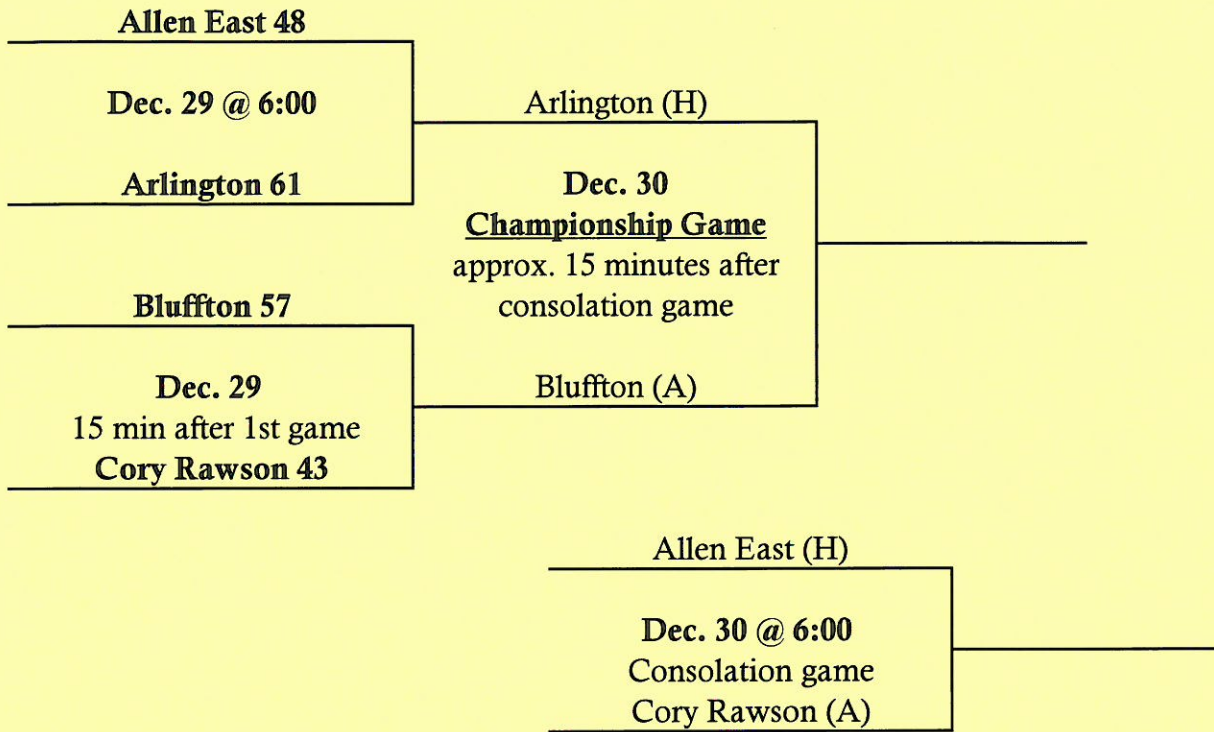 Allen East 48
Dec. 29 @ 6:00
Arlington 61
Arlington (H)
Dec. 30
Championship Game
approx. 15 minutes after
consolation game
Bluffton 57
Dec. 29
15 min after 1st game
Cory Rawson 43
Bluffton (A)
Allen East (H)
Dec. 30 @ 6:00
Consolation game
Cory Rawson (A)